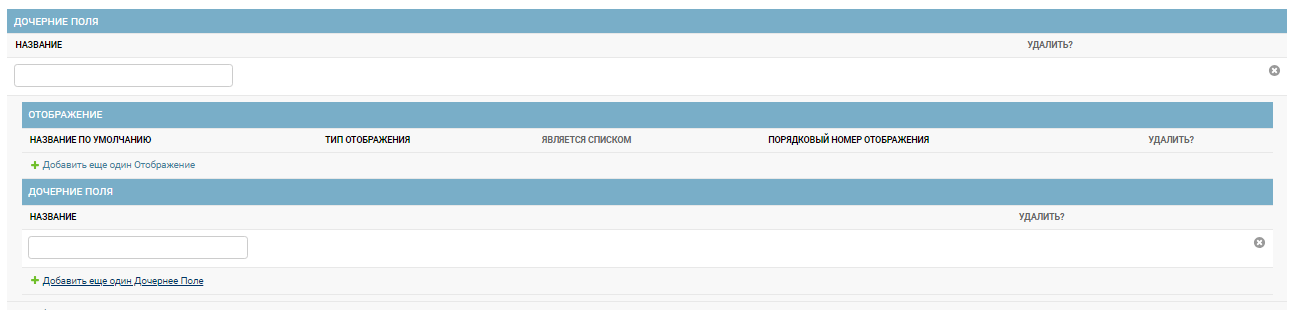 ДОЧЕРНИЕ ПОЛЯ
НАЗВАНИЕ УДАЛИТЬ?
ОТОБРАЖЕНИЕ
НАЗВАНИЕ ПО УМОЛЧАНИЮ ТИП ОТОБРАЖЕНИЯ ЯВЛЯЕТСЯ СПИСКОМ ПОРЯДКОВЫЙ НОМЕР ОТОБРАЖЕНИЯ УДАЛИТЬ?
Добавить еще один Отображение
ДОЧЕРНИЕ ПОЛЯ
НАЗВАНИЕ УДАЛИТЬ?
Добавить еще один Дочернее Поле